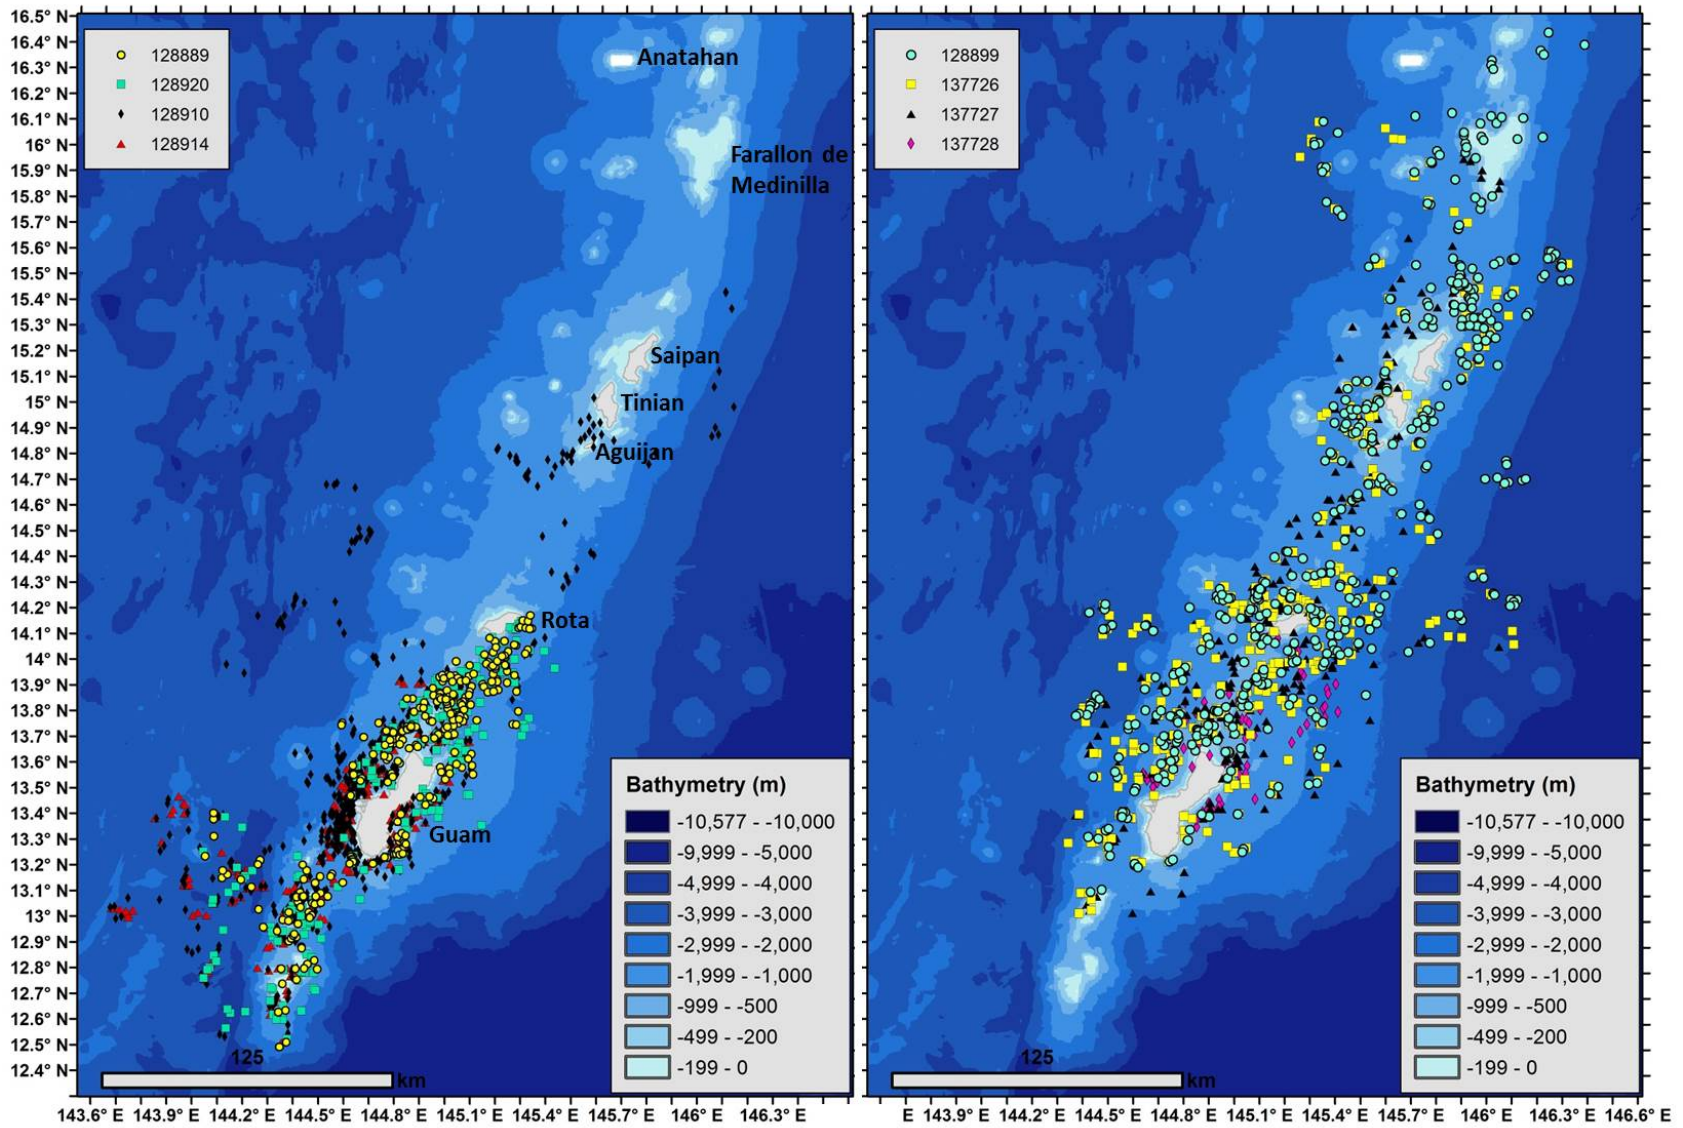 16.5° N
16.4° N
16.3° N
16.2° N
16.1° N
16° N
15.9° N
15.8° N
15.7° N
15.6° N
15.5° N
15.4° N
15.3° N
15.2° N
15.1° N
15° N
14.9° N
14.8° N
14.7° N
14.6° N
14.5° N
14.4° N
14.3° N
14.2° N
14.1° N
14° N
13.9° N
13.8° N
13.7° N
13.6° N
13.5° N
13.4° N
13.3° N
13.2° N
13.1° N
13° N
12.9° N
12.8° N
12.7° N
12.6° N
12.5° N
12.4° N
128889
128920
128910
128914
Anatahan
Farallon de
Medinilla
Saipan
Tinian
Aguijan
Rota
Guam
Bathymetry (m)
-10,577 - -10,000
-9,999 - -5,000
-4,999 - -4,000
-3,999 - -3,000
-2,999 - -2,000
-1,999 - -1,000
-999 - -500
-499 - -200
-199 - 0
125
km
143.6° E 143.9° E 144.2° E 144.5° E 144.8° E 145.1° E 145.4° E 145.7° E 146° E 146.3° E
128899
137726
137727
137728
Bathymetry (m)
-10,577 - -10,000
-9,999 - -5,000
-4,999 - -4,000
-3,999 - -3,000
-2,999 - -2,000
-1,999 - -1,000
-999 - -500
-499 - -200
-199 - 0
125
km
E 143.9° E 144.2° E 144.5° E 144.8° E 145.1° E 145.4° E 145.7° E 146° E 146.3° E 146.6° E